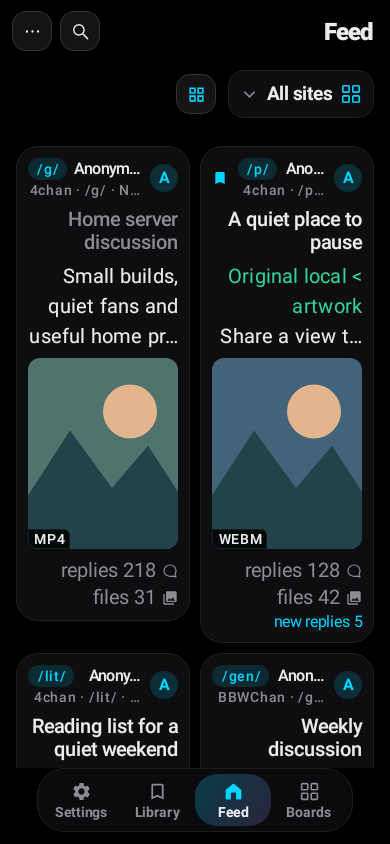 Feed
All sites
/g/ Anonym... A
4chan · /g/ · N...
Home server
discussion
Small builds,
quiet fans and
useful home pr...
MP4
replies 218
files 31
/p/ Ano... A
4chan · /p...
A quiet place to
pause
Original local <
artwork
Share a view t...
WEBM
replies 128
files 42
new replies 5
/lit/ Anony... A
4chan · /lit/ · ...
Reading list for a
quiet weekend
/gen/ Anon... A
BBWChan · /g...
Weekly
discussion
Settings
Library
Feed
Boards